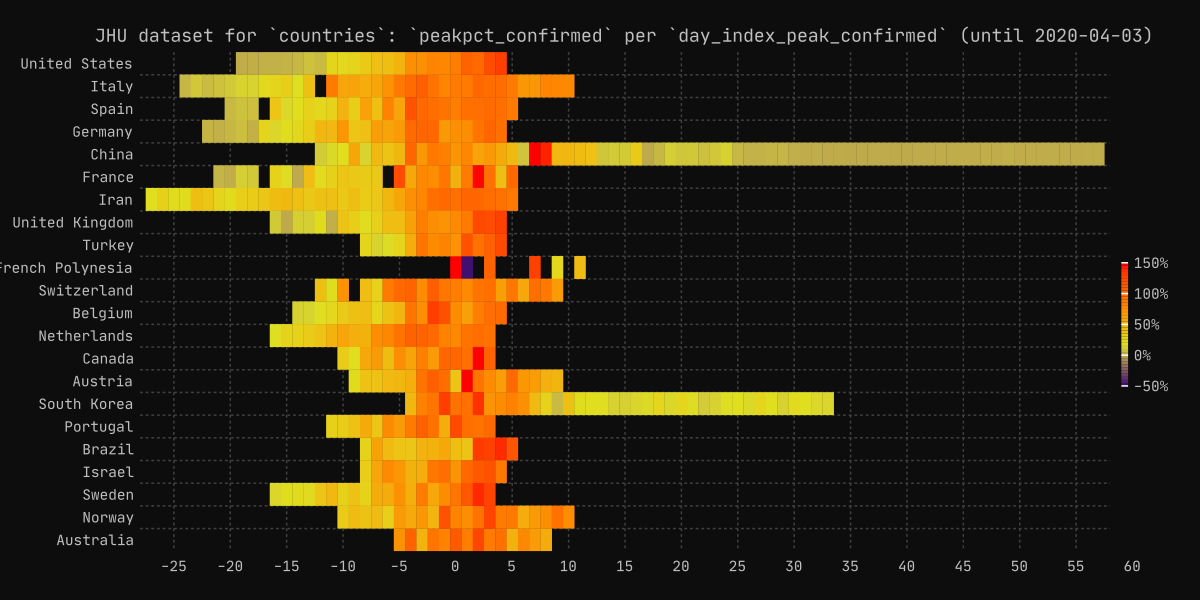 JHU dataset for `countries`: `peakpct_confirmed` per `day_index_peak_confirmed` (until 2020-04-03)
United States
Italy
Spain
Germany
China
France
Iran
United Kingdom
Turkey
French Polynesia
Switzerland
Belgium
Netherlands
Canada
Austria
South Korea
Portugal
Brazil
Israel
Sweden
Norway
Australia
150%
100%
50%
0%
-50%
-25 -20 -15 -10 -5 0 5 10 15 20 25 30 35 40 45 50 55 60